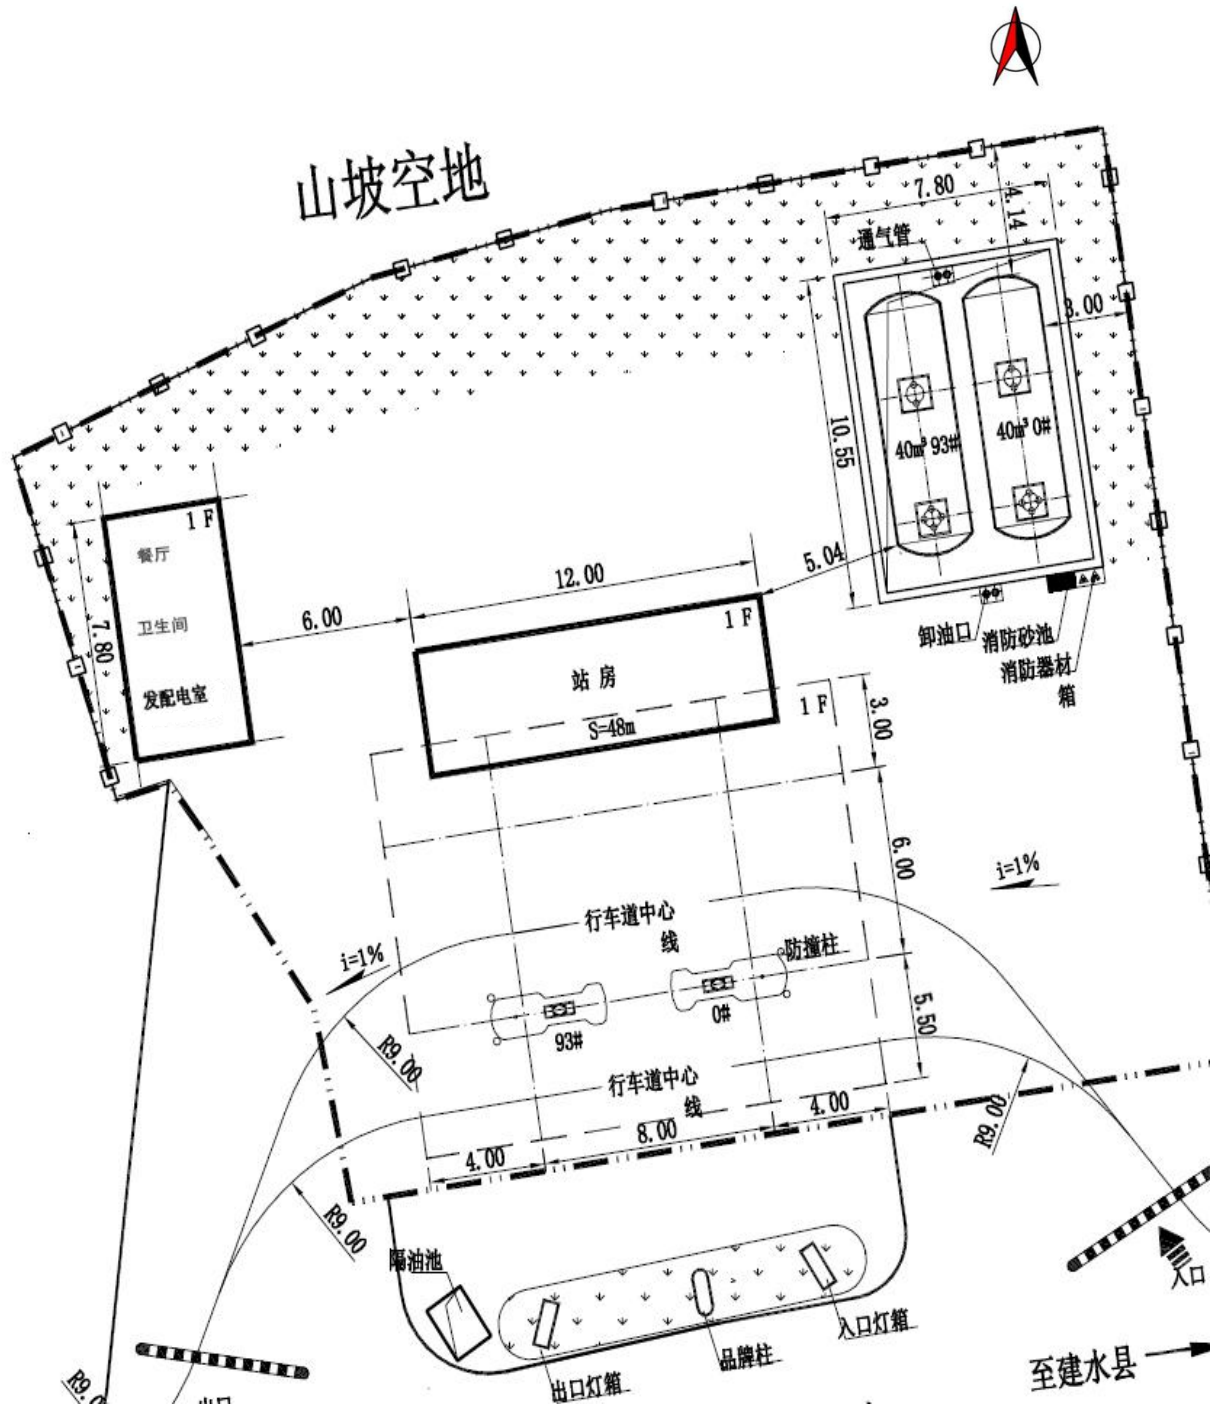 山坡空地
7.80
4.14
通气管
3.00
10.55
40m³ 93#
40m³ 0#
5.04
1 F
餐厅
卫生间
发配电室
7.80
6.00
12.00
1 F
站 房
S=48m
1 F
卸油口
消防砂池
消防器材
箱
3.00
6.00
i=1%
行车道中心
线
防撞柱
i=1%
93#
0#
5.50
R9.00
行车道中心
线
4.00
8.00
4.00
R9.00
R9.00
隔油池
入口
入口灯箱
品牌柱
出口灯箱
至建水县